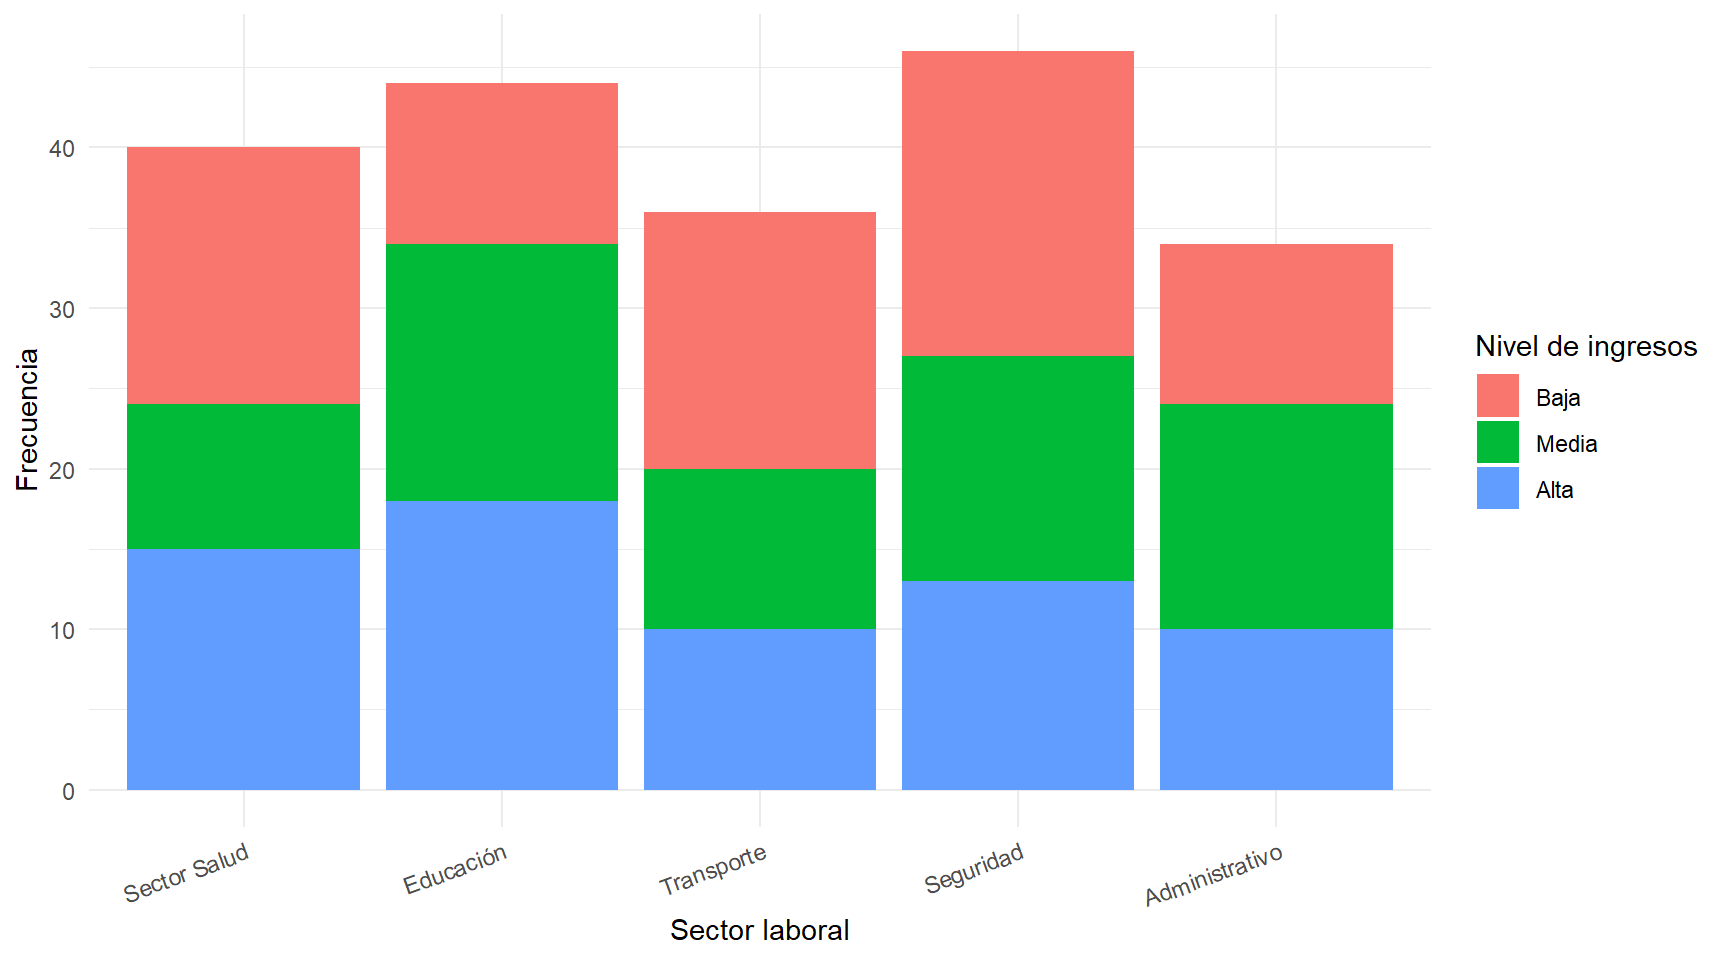 40
30
20
10
0
Frecuencia
Sector Salud
Educación
Transporte
Seguridad
Administrativo
Sector laboral
Nivel de ingresos
Baja
Media
Alta